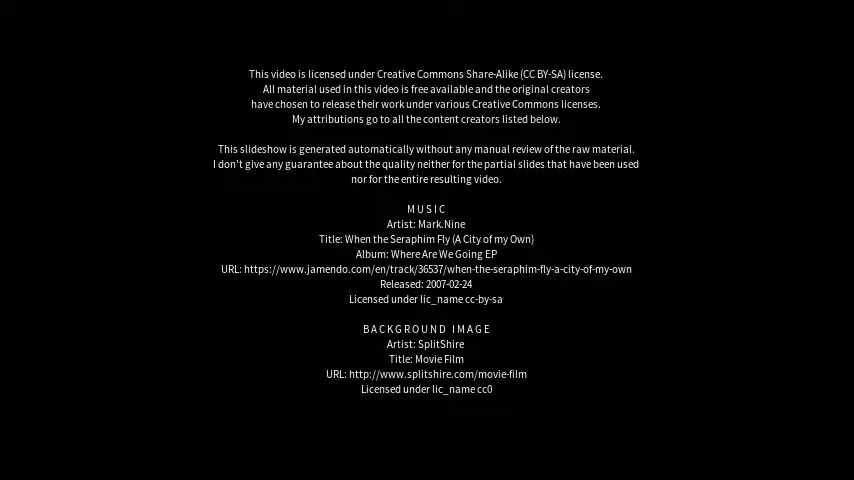 This video is licensed under Creative Commons Share-Alike (CC BY-SA) license.
All material used in this video is free available and the original creators
have chosen to release their work under various Creative Commons licenses.
My attributions go to all the content creators listed below.
This slideshow is generated automatically without any manual review of the raw material.
I don't give any guarantee about the quality neither for the partial slides that have been used
nor for the entire resulting video.
MUSIC
Artist: Mark.Nine
Title: When the Seraphim Fly (A City of my Own)
Album: Where Are We Going EP
URL: https://www.jamendo.com/en/track/36537/when-the-seraphim-fly-a-city-of-my-own
Released: 2007-02-24
Licensed under lic_name cc-by-sa
BACKGROUND IMAGE
Artist: SplitShire
Title: Movie Film
URL: http://www.splitshire.com/movie-film
Licensed under lic_name cc0